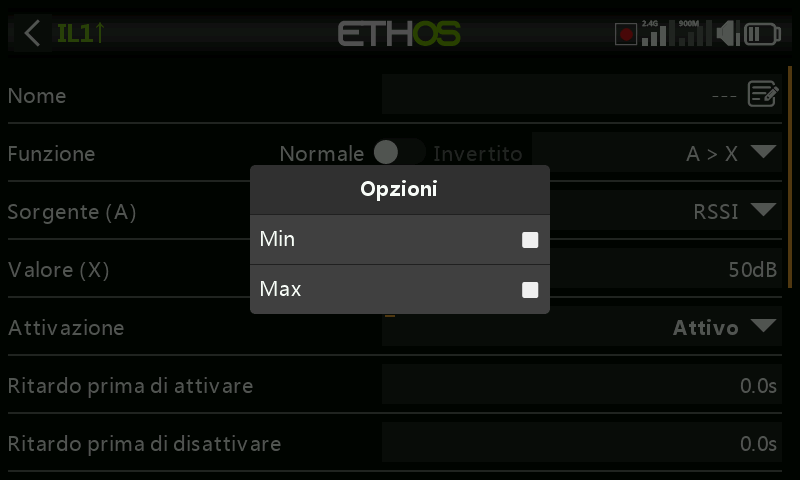 IL1↑ ETHOS 2.4G 900M
Nome ---
Funzione Normale Invertito A > X
Opzioni
Sorgente (A) RSSI
Min
Valore (X) 50dB
Max
Attivazione Attivo
Ritardo prima di attivare 0.0s
Ritardo prima di disattivare 0.0s